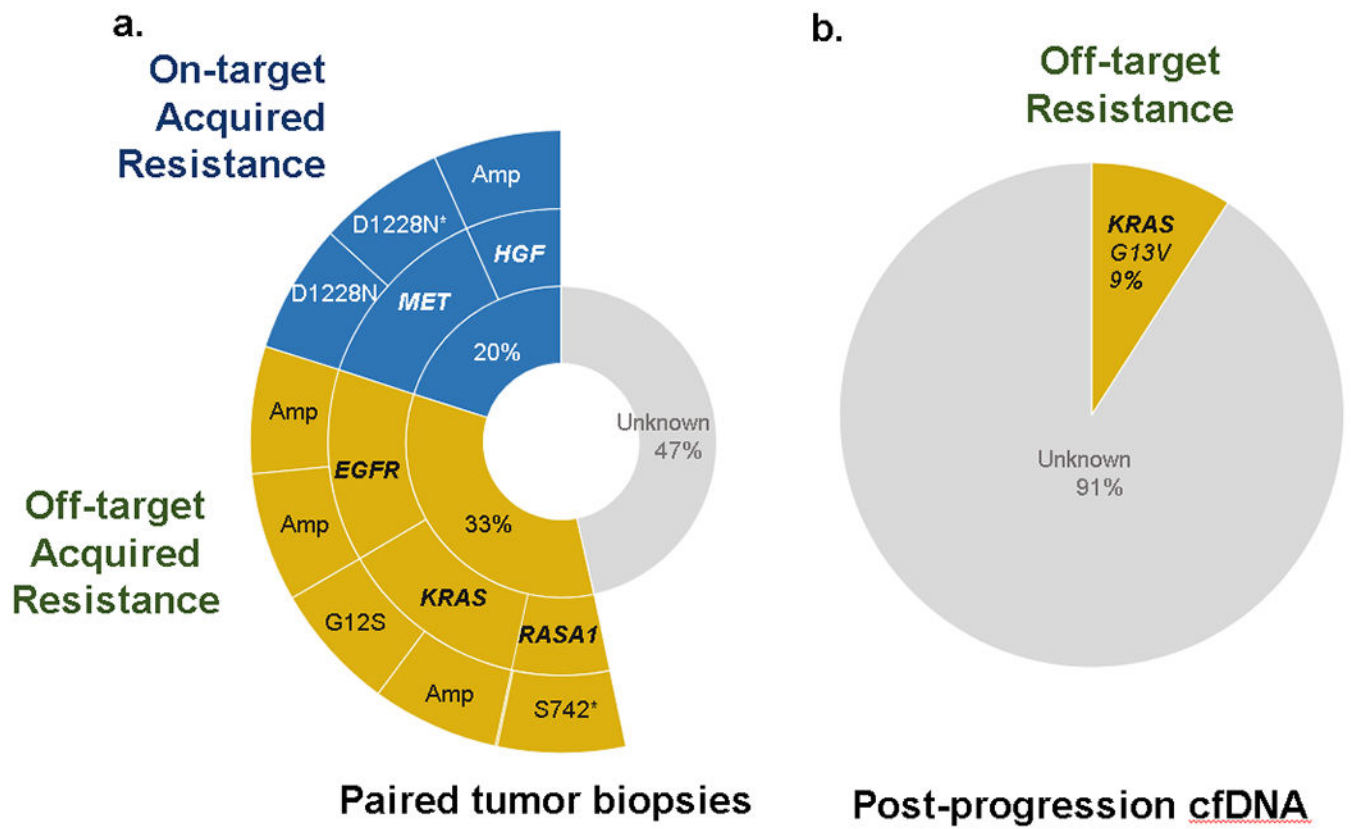 a.
On-target
Acquired
Resistance
Amp
D1228N*
HGF
D1228N
MET
20%
Unknown
47%
Amp
EGFR
Off-target
Acquired
Resistance
Amp
33%
KRAS
G12S
RASA1
Amp
S742*
Paired tumor biopsies
b.
Off-target
Resistance
KRAS
G13V
9%
Unknown
91%
Post-progression cfDNA